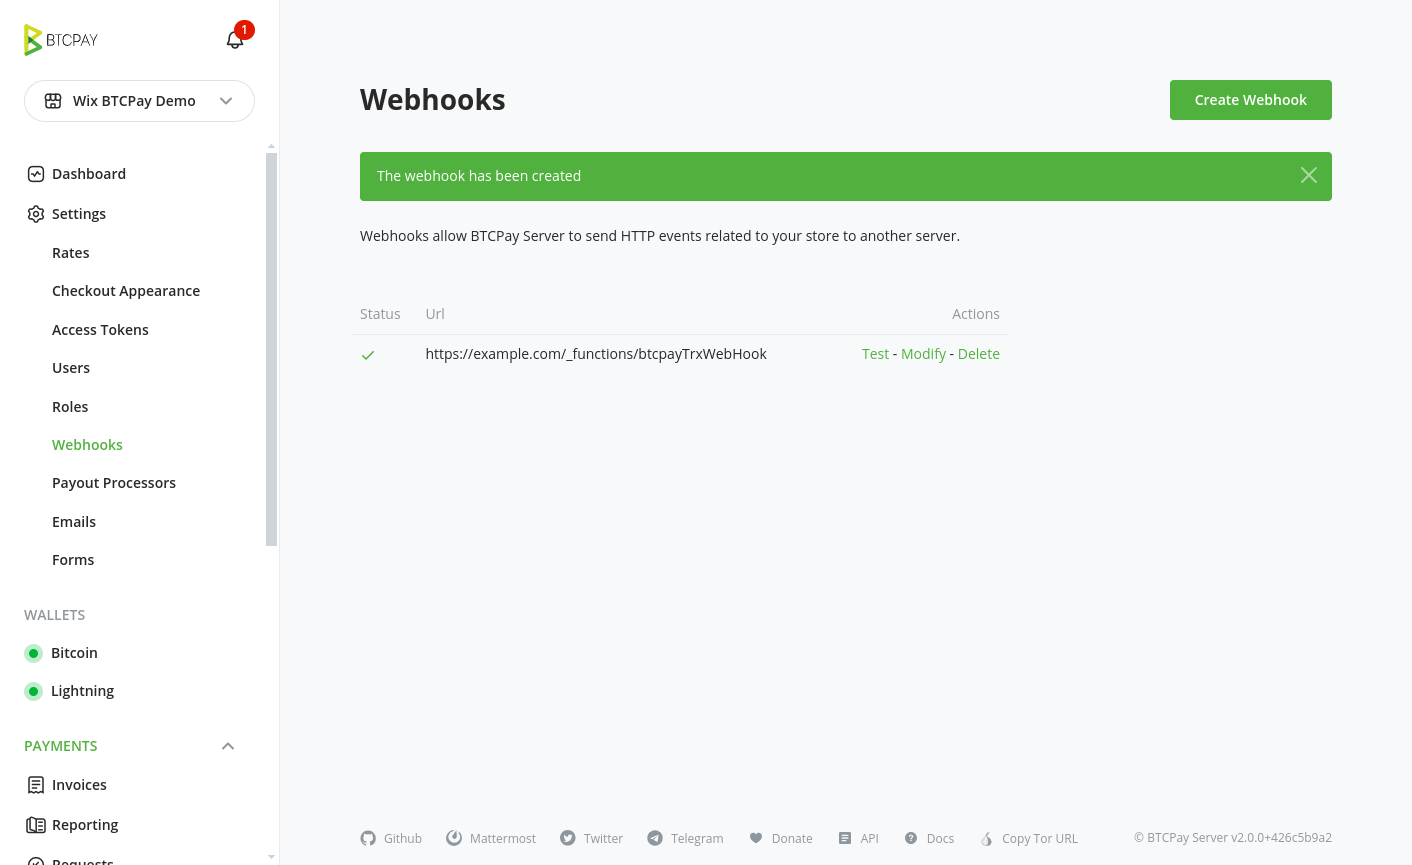 BTCPAY
1
Wix BTCPay Demo
Dashboard
Settings
Rates
Checkout Appearance
Access Tokens
Users
Roles
Webhooks
Payout Processors
Emails
Forms
WALLETS
Bitcoin
Lightning
PAYMENTS
Invoices
Reporting
Requests
Webhooks
Create Webhook
The webhook has been created
Webhooks allow BTCPay Server to send HTTP events related to your store to another server.
Status Url Actions
https://example.com/_functions/btcpayTrxWebHook Test - Modify - Delete
Github Mattermost Twitter Telegram Donate API Docs Copy Tor URL © BTCPay Server v2.0.0+426c5b9a2